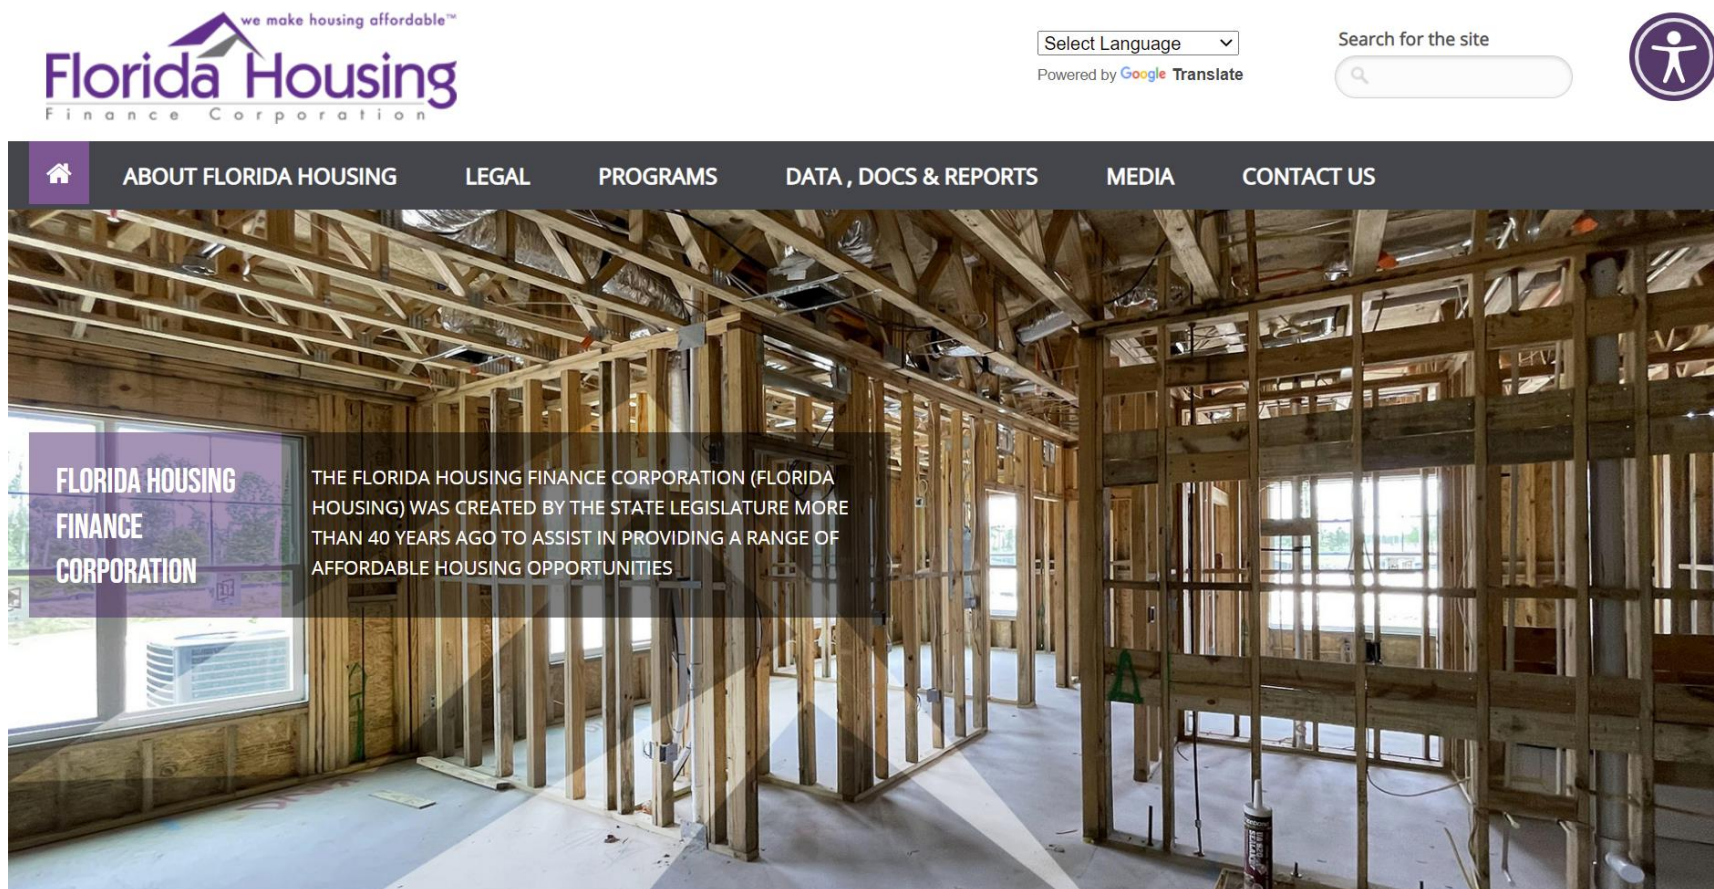 we make housing affordable™
Florida Housing
Finance Corporation
Select Language
Powered by Google Translate
Search for the site
ABOUT FLORIDA HOUSING
LEGAL
PROGRAMS
DATA , DOCS & REPORTS
MEDIA
CONTACT US
FLORIDA HOUSING
FINANCE
CORPORATION
THE FLORIDA HOUSING FINANCE CORPORATION (FLORIDA
HOUSING) WAS CREATED BY THE STATE LEGISLATURE MORE
THAN 40 YEARS AGO TO ASSIST IN PROVIDING A RANGE OF
AFFORDABLE HOUSING OPPORTUNITIES
A